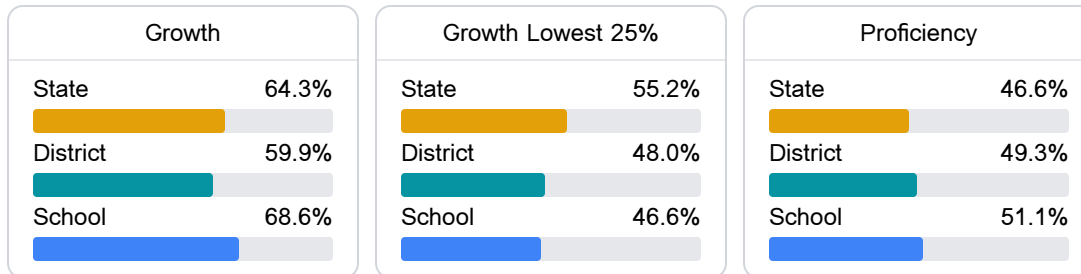 Growth
State 64.3%
District 59.9%
School 68.6%
Growth Lowest 25%
State 55.2%
District 48.0%
School 46.6%
Proficiency
State 46.6%
District 49.3%
School 51.1%